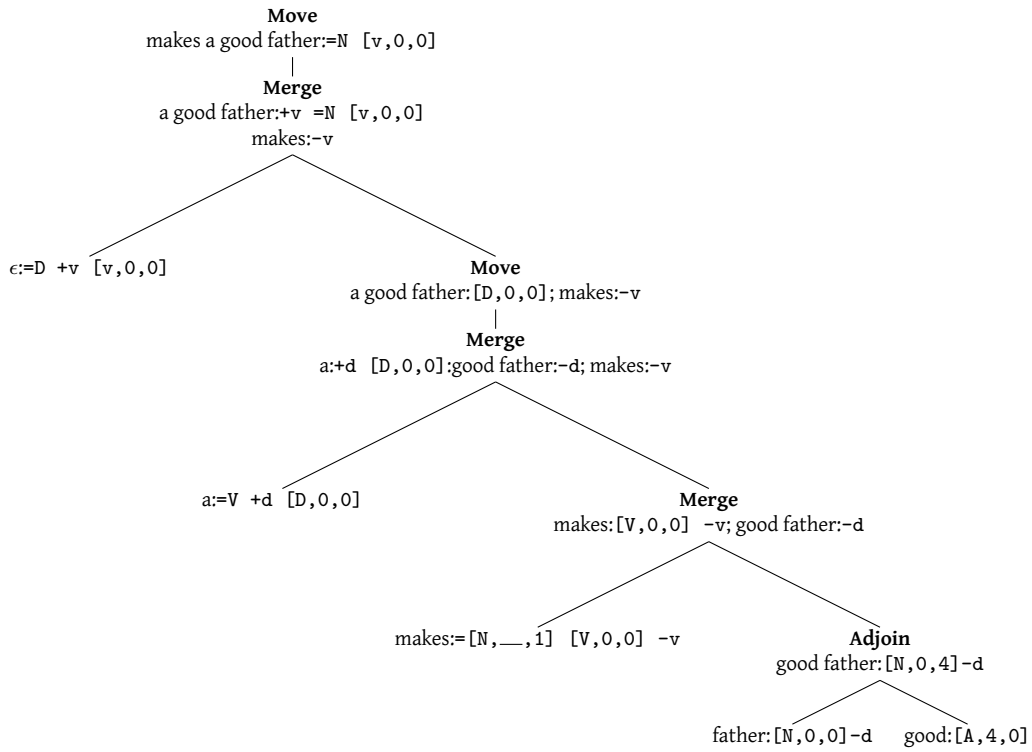 Move
makes a good father:=N [v,0,0]
Merge
a good father:+v =N [v,0,0]
makes:-v
ϵ:=D +v [v,0,0]
Move
a good father:[D,0,0]; makes:-v
Merge
a:+d [D,0,0]:good father:-d; makes:-v
a:=V +d [D,0,0]
Merge
makes:[V,0,0] -v; good father:-d
makes:=[N,__,1] [V,0,0] -v
Adjoin
good father:[N,0,4]-d
father:[N,0,0]-d good:[A,4,0]